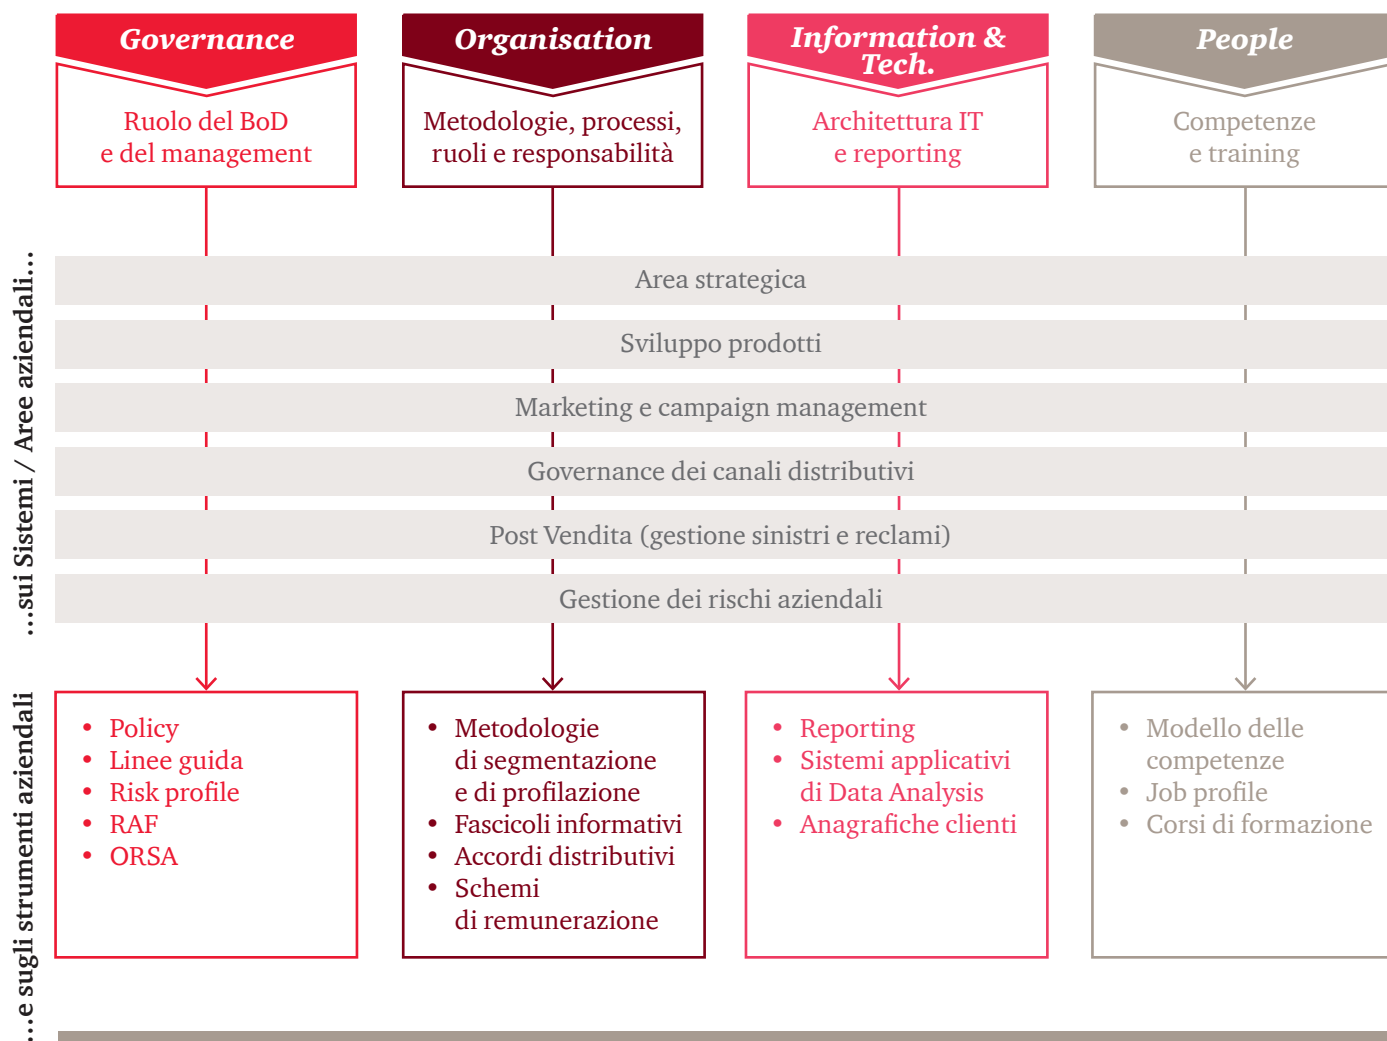 Governance
Ruolo del BoD
e del management
Organisation
Metodologie, processi,
ruoli e responsabilità
Information &
Tech.
Architettura IT
e reporting
People
Competenze
e training
...sui Sistemi / Aree aziendali...
Area strategica
Sviluppo prodotti
Marketing e campaign management
Governance dei canali distributivi
Post Vendita (gestione sinistri e reclami)
Gestione dei rischi aziendali
...e sugli strumenti aziendali
• Policy
• Linee guida
• Risk profile
• RAF
• ORSA
• Metodologie
di segmentazione
e di profilazione
• Fascicoli informativi
• Accordi distributivi
• Schemi
di remunerazione
• Reporting
• Sistemi applicativi
di Data Analysis
• Anagrafiche clienti
• Modello delle
competenze
• Job profile
• Corsi di formazione